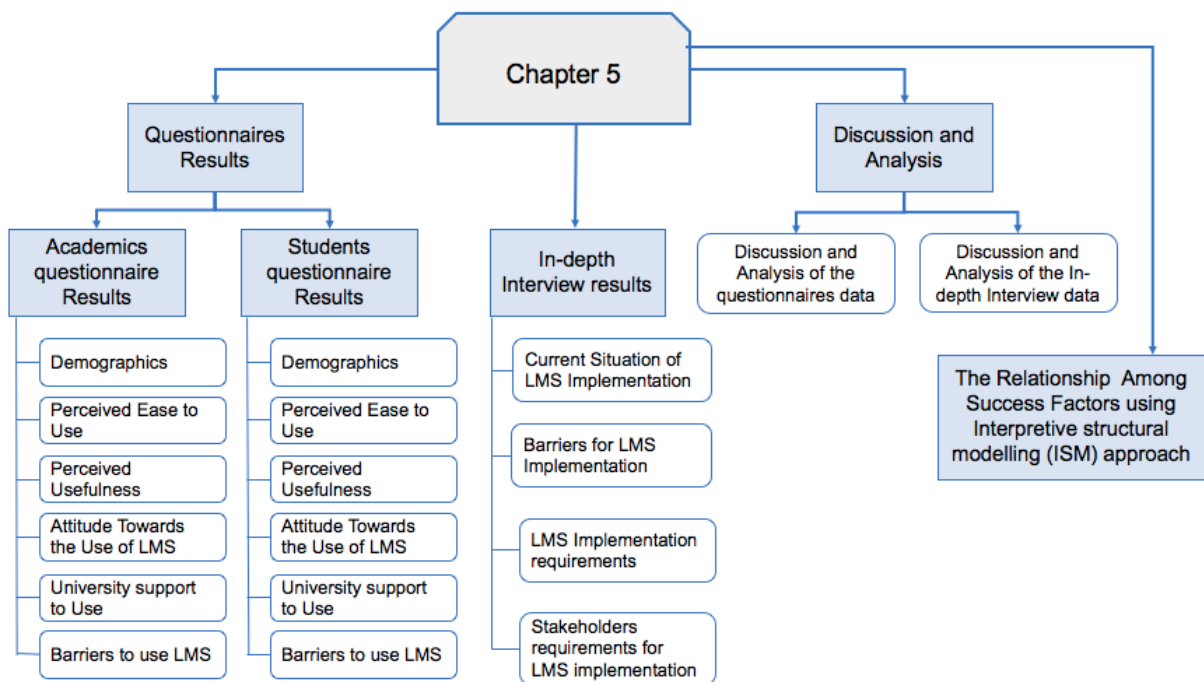 Chapter 5
Questionnaires
Results
Discussion and
Analysis
Academics
questionnaire
Results
Students
questionnaire
Results
In-depth
Interview results
Discussion and
Analysis of the
questionnaires data
Discussion and
Analysis of the In-
depth Interview data
The Relationship Among
Success Factors using
Interpretive structural
modelling (ISM) approach
Demographics
Perceived Ease to
Use
Perceived
Usefulness
Attitude Towards
the Use of LMS
University support
to Use
Barriers to use LMS
Demographics
Perceived Ease to
Use
Perceived
Usefulness
Attitude Towards
the Use of LMS
University support
to Use
Barriers to use LMS
Current Situation of
LMS Implementation
Barriers for LMS
Implementation
LMS Implementation
requirements
Stakeholders
requirements for
LMS implementation